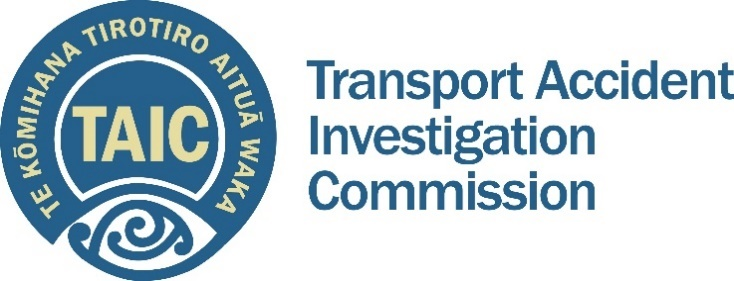 TE KŌMIHANA TIROTIRO AITUĀ WAKA
TAIC
Transport Accident
Investigation
Commission